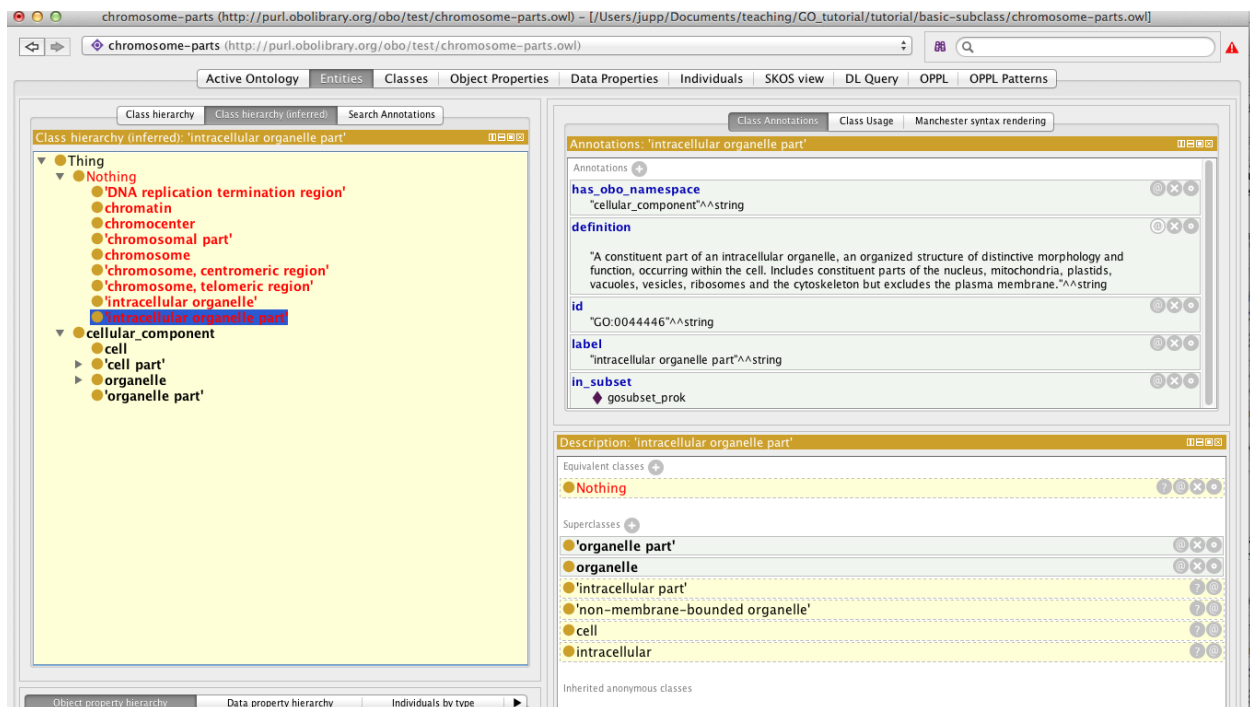 chromosome-parts (http://purl.obolibrary.org/obo/test/chromosome-parts.owl) – [/Users/jupp/Documents/teaching/GO_tutorial/tutorial/basic-subclass/chromosome-parts.owl]
chromosome-parts (http://purl.obolibrary.org/obo/test/chromosome-parts.owl)
Active Ontology Entities Classes Object Properties Data Properties Individuals SKOS view DL Query OPPL OPPL Patterns
Class hierarchy Class hierarchy (inferred) Search Annotations
Class hierarchy (inferred): 'intracellular organelle part'
Thing
Nothing
'DNA replication termination region'
chromatin
chromocenter
'chromosomal part'
chromosome
'chromosome, centromeric region'
'chromosome, telomeric region'
'intracellular organelle'
'intracellular organelle part'
cellular_component
cell
'cell part'
organelle
'organelle part'
Object property hierarchy Data property hierarchy Individuals by type
Class Annotations Class Usage Manchester syntax rendering
Annotations: 'intracellular organelle part'
Annotations
has_obo_namespace
"cellular_component"^^string
definition
"A constituent part of an intracellular organelle, an organized structure of distinctive morphology and
function, occurring within the cell. Includes constituent parts of the nucleus, mitochondria, plastids,
vacuoles, vesicles, ribosomes and the cytoskeleton but excludes the plasma membrane."^^string
id
"GO:0044446"^^string
label
"intracellular organelle part"^^string
in_subset
gosubset_prok
Description: 'intracellular organelle part'
Equivalent classes
Nothing
Superclasses
'organelle part'
organelle
'intracellular part'
'non-membrane-bounded organelle'
cell
intracellular
Inherited anonymous classes